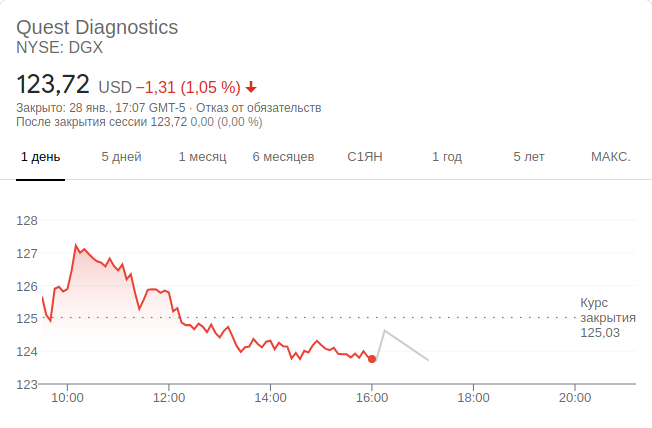 Quest Diagnostics
NYSE: DGX
123,72 USD −1,31 (1,05 %)
Закрыто: 28 янв., 17:07 GMT-5 · Отказ от обязательств
После закрытия сессии 123,72 0,00 (0,00 %)
1 день 5 дней 1 месяц 6 месяцев С1ЯН 1 год 5 лет МАКС.
128
127
126
125
124
123
Курс
закрытия
125,03
10:00 12:00 14:00 16:00 18:00 20:00